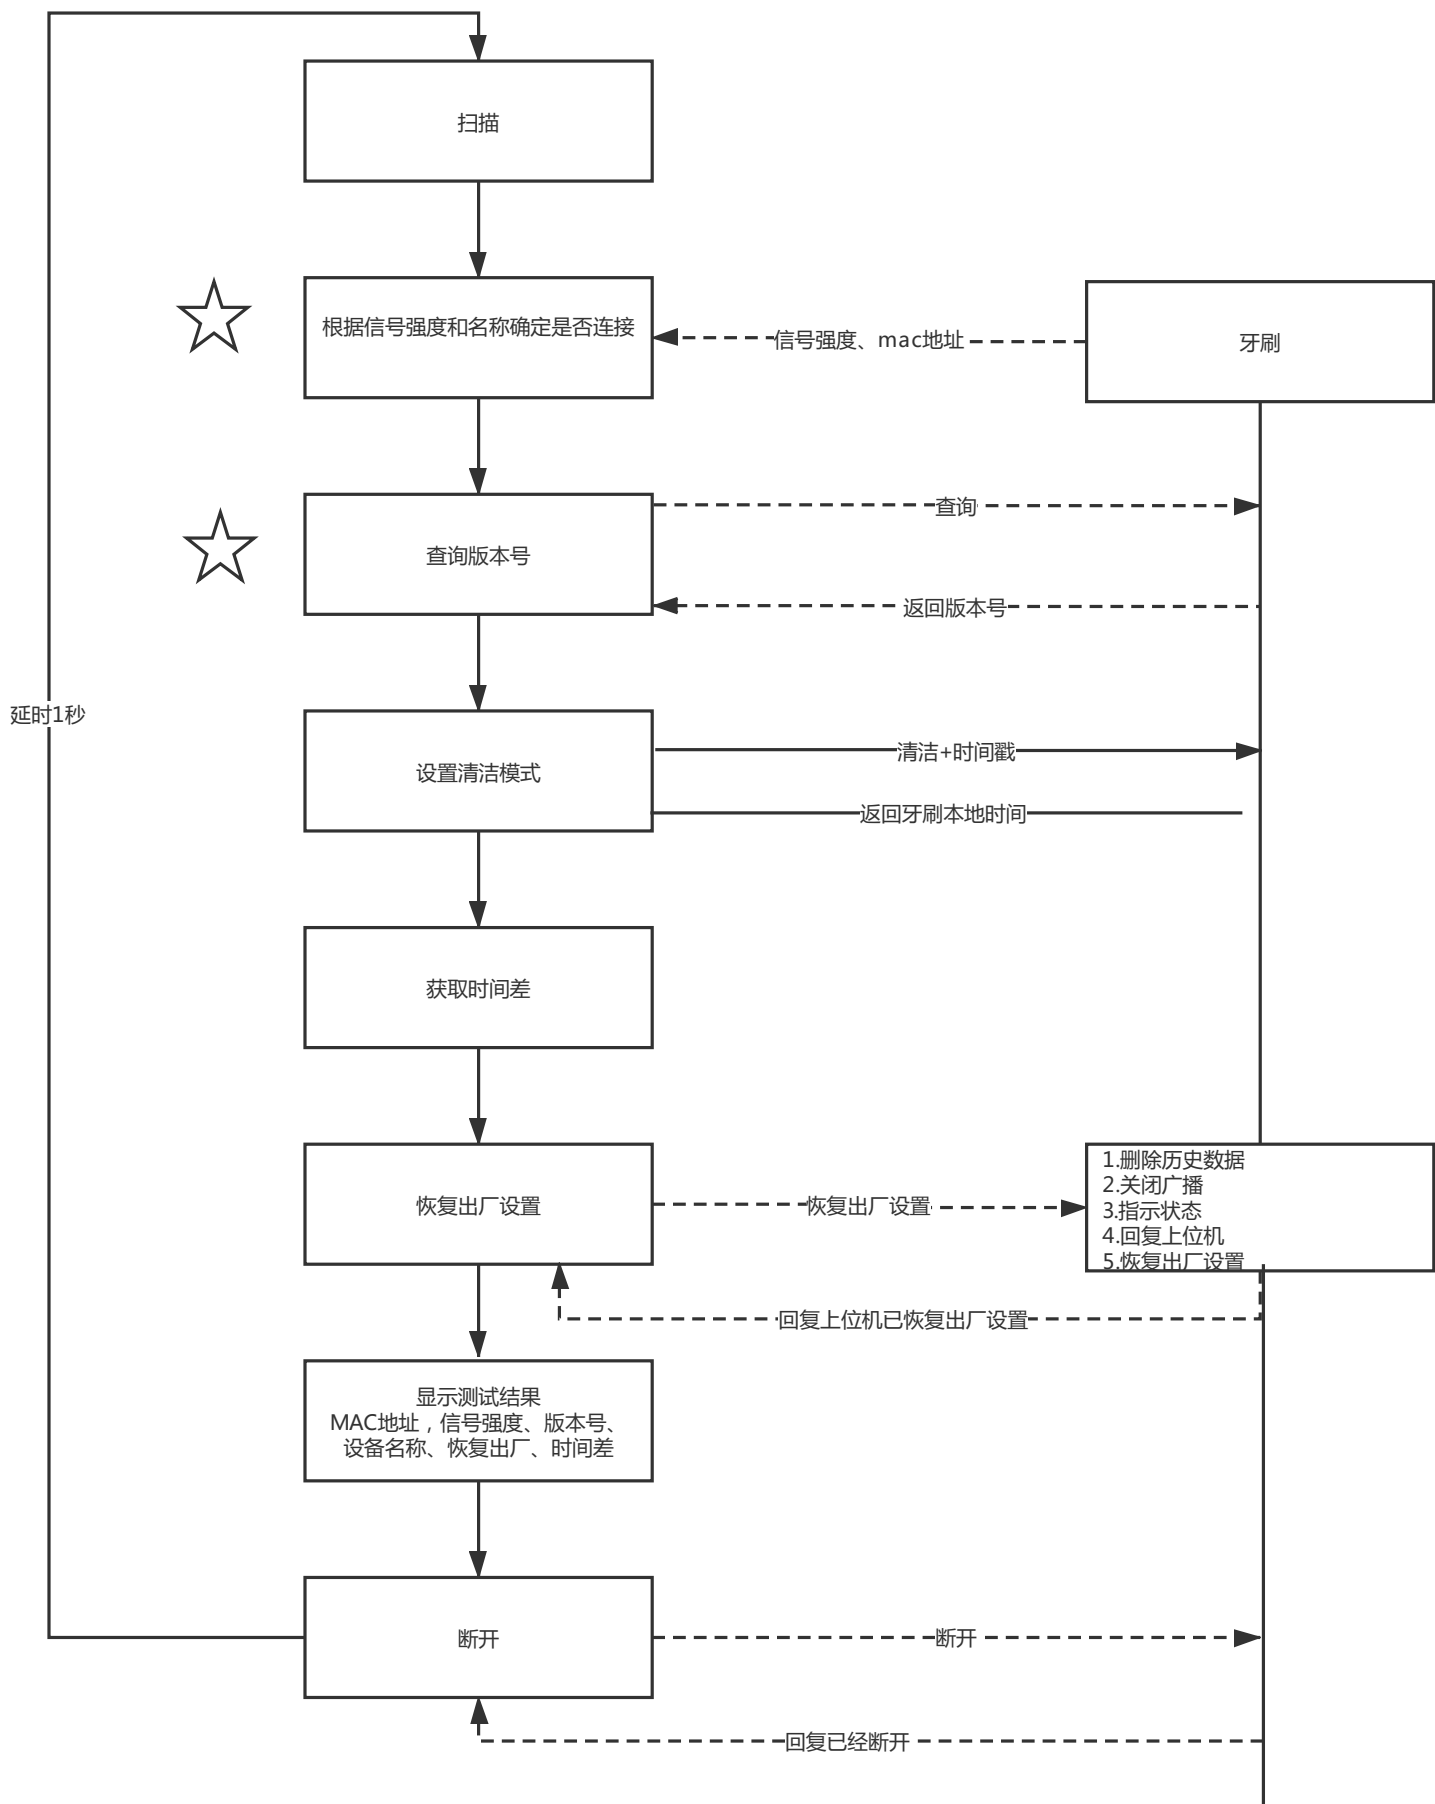 扫描
根据信号强度和名称确定是否连接
信号强度、mac地址
牙刷
查询
查询版本号
返回版本号
延时1秒
清洁+时间戳
设置清洁模式
返回牙刷本地时间
获取时间差
恢复出厂设置
恢复出厂设置
1.删除历史数据
2.关闭广播
3.指示状态
4.回复上位机
5.恢复出厂设置
回复上位机已恢复出厂设置
显示测试结果
MAC地址，信号强度、版本号、
设备名称、恢复出厂、时间差
断开
断开
回复已经断开